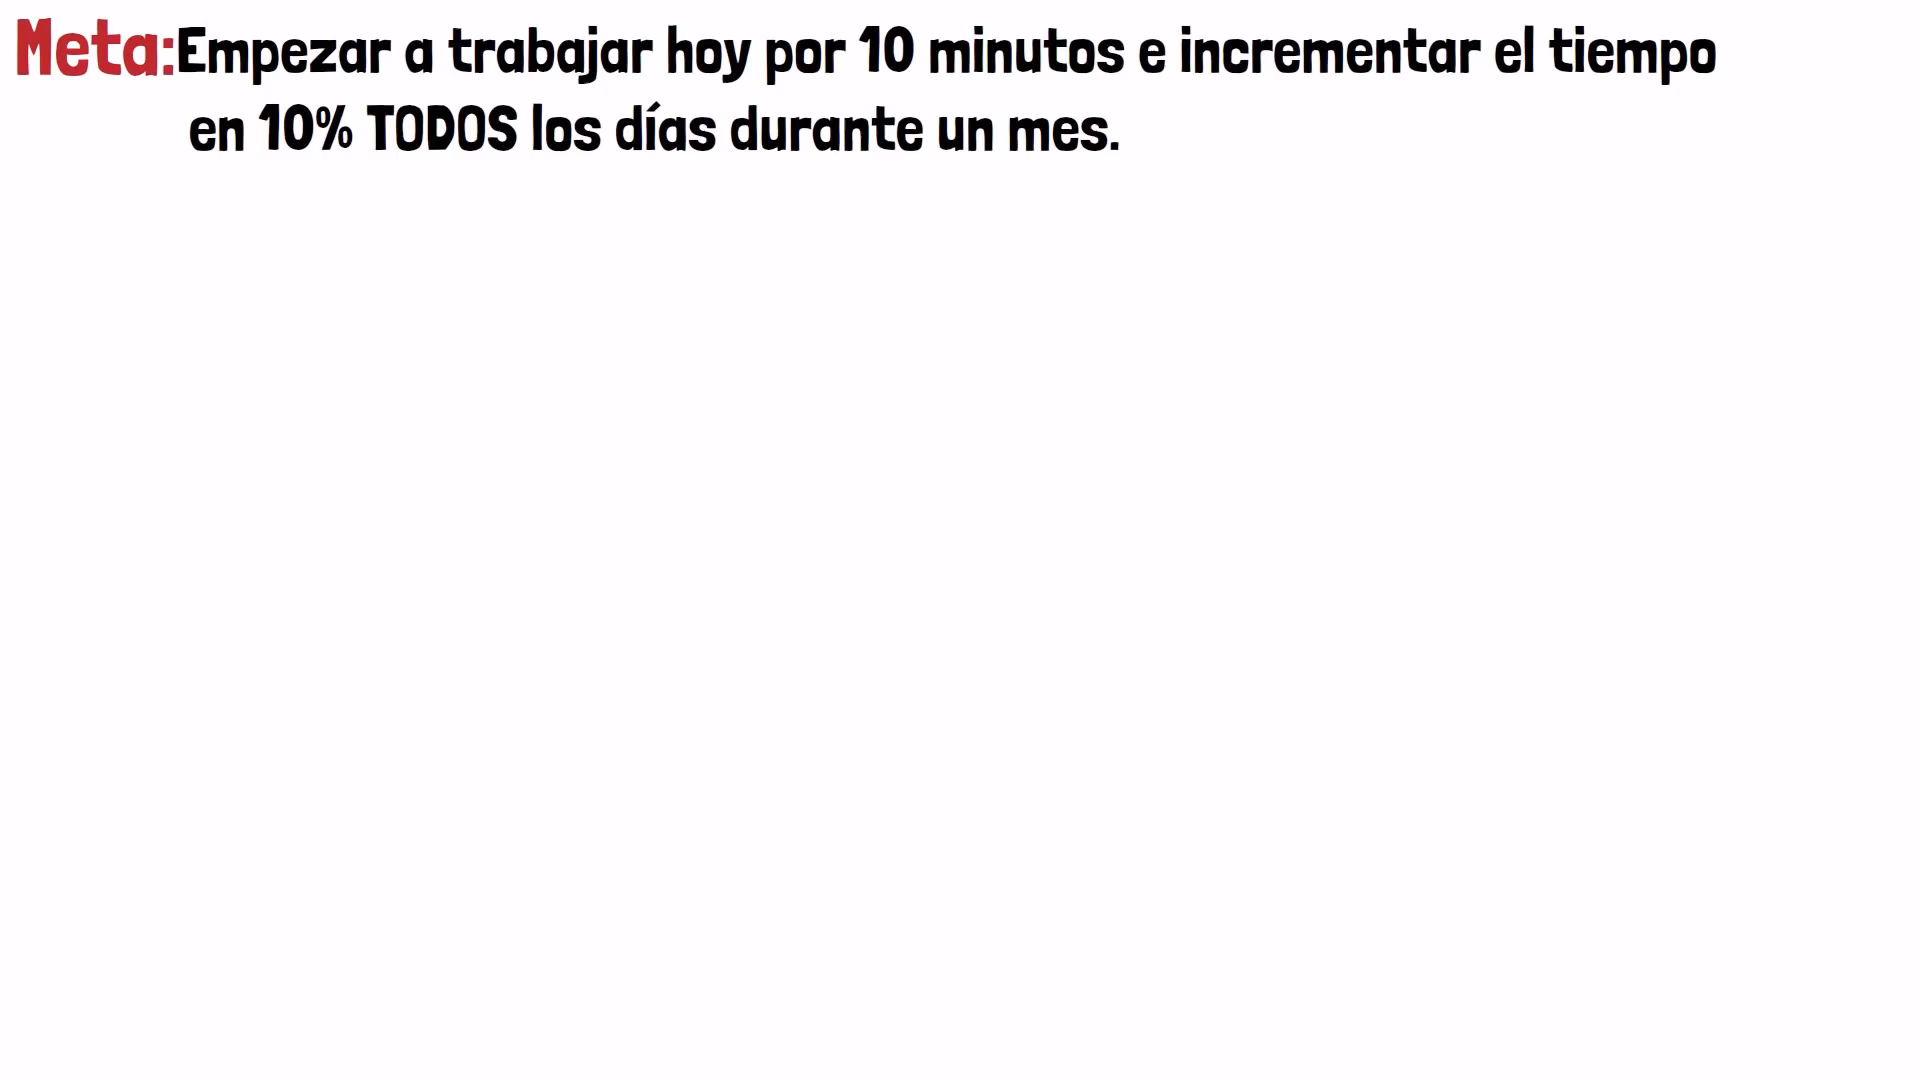 Meta:Empezar a trabajar hoy por 10 minutos e incrementar el tiempo
en 10% TODOS los días durante un mes.